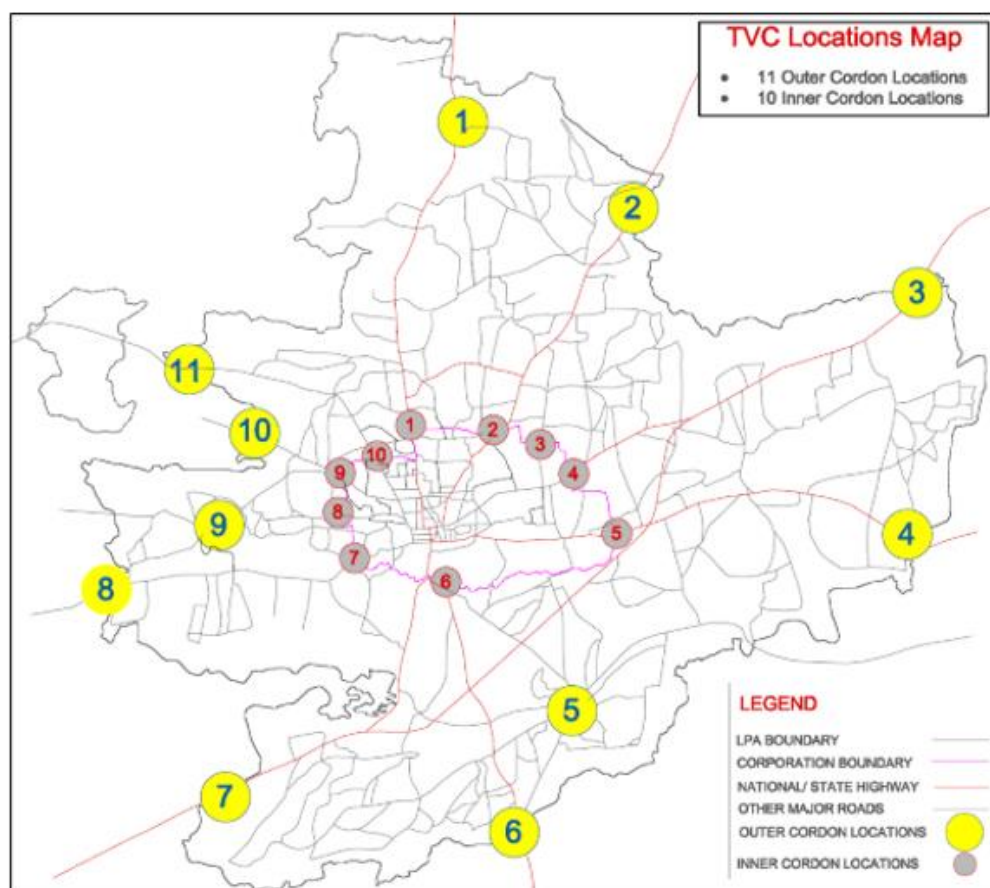 TVC Locations Map
• 11 Outer Cordon Locations
• 10 Inner Cordon Locations
1
2
3
11
10
1
2
3
10
4
9
8
9
5
4
7
6
8
5
7
6
LEGEND
LPA BOUNDARY
CORPORATION BOUNDARY
NATIONAL/ STATE HIGHWAY
OTHER MAJOR ROADS
OUTER CORDON LOCATIONS
INNER CORDON LOCATIONS